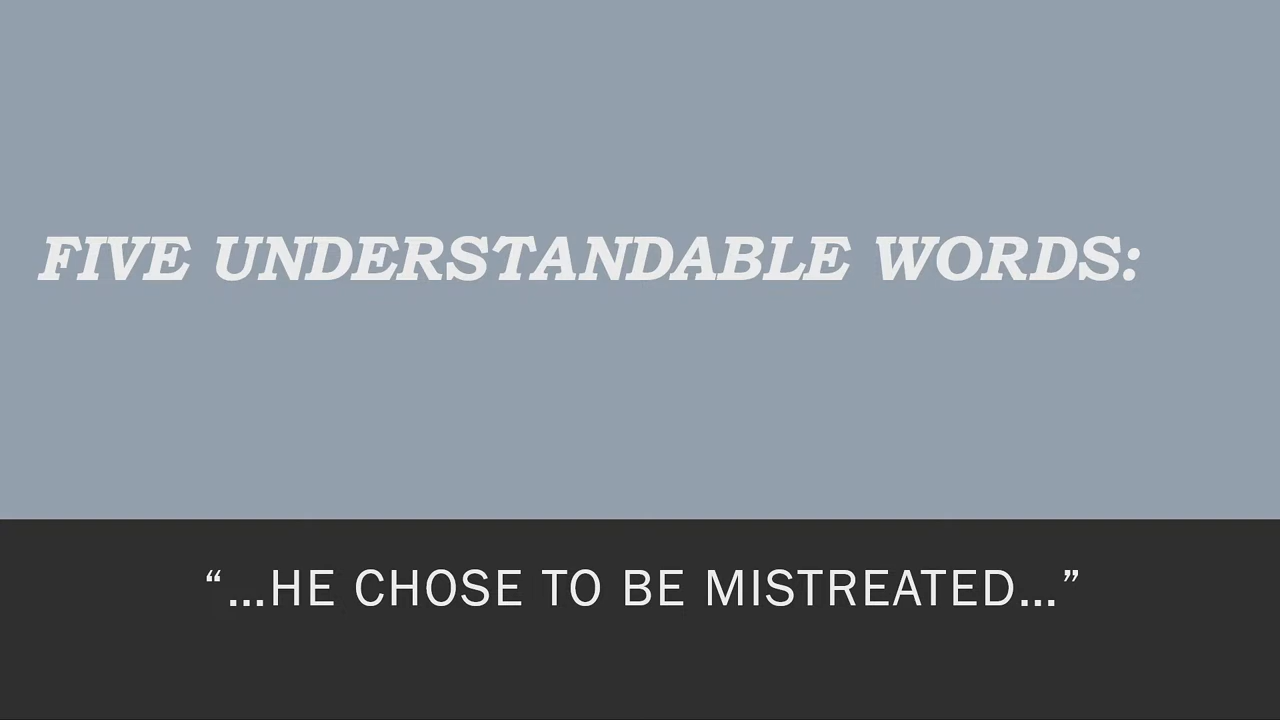 FIVE UNDERSTANDABLE WORDS:
“…HE CHOSE TO BE MISTREATED…”